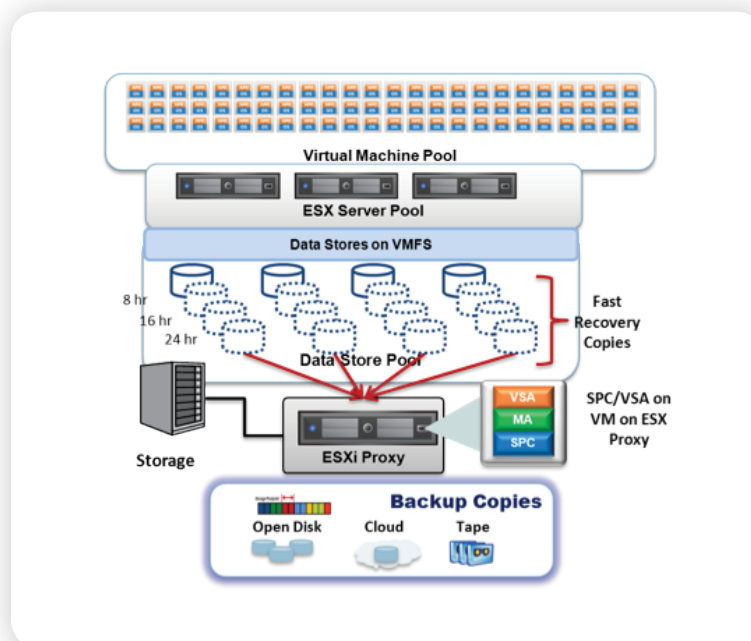 Virtual Machine Pool
ESX Server Pool
Data Stores on VMFS
8 hr
16 hr
24 hr
Fast
Recovery
Copies
Data Store Pool
Storage
ESXi Proxy
VSA
MA
SPC
SPC/VSA on
VM on ESX
Proxy
Backup Copies
Open Disk
Cloud
Tape